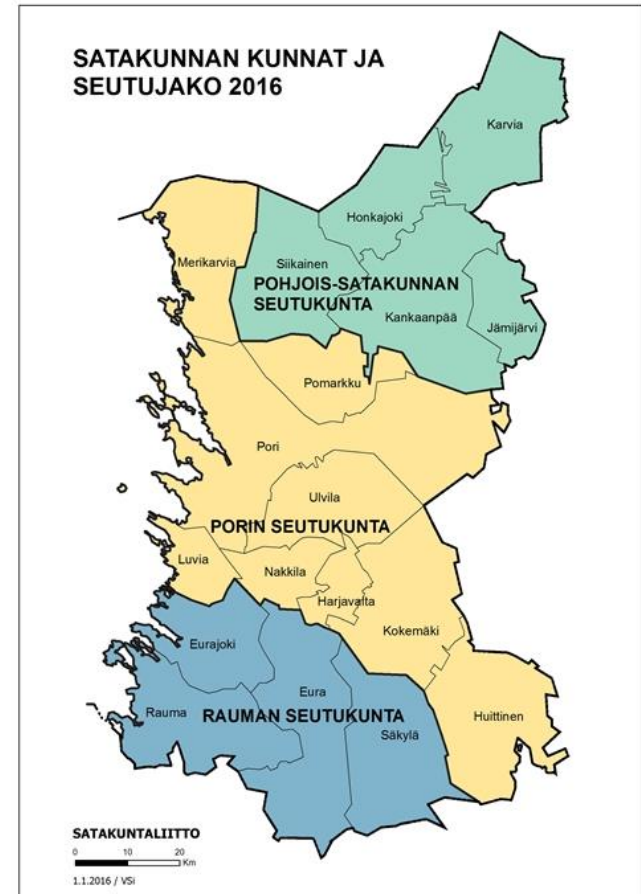 SATAKUNNAN KUNNAT JA
SEUTUJAKO 2016
Karvia
Honkajoki
Merikarvia
Siikainen
POHJOIS-SATAKUNNAN
SEUTUKUNTA
Kankaanpää
Jämijärvi
Pomarkku
Pori
Ulvila
PORIN SEUTUKUNTA
Luvia
Nakkila
Harjavalta
Kokemäki
Eurajoki
Eura
Rauma
RAUMAN SEUTUKUNTA
Huittinen
Säkylä
SATAKUNTALIITTO
0 10 20
Km
1.1.2016 / VSi